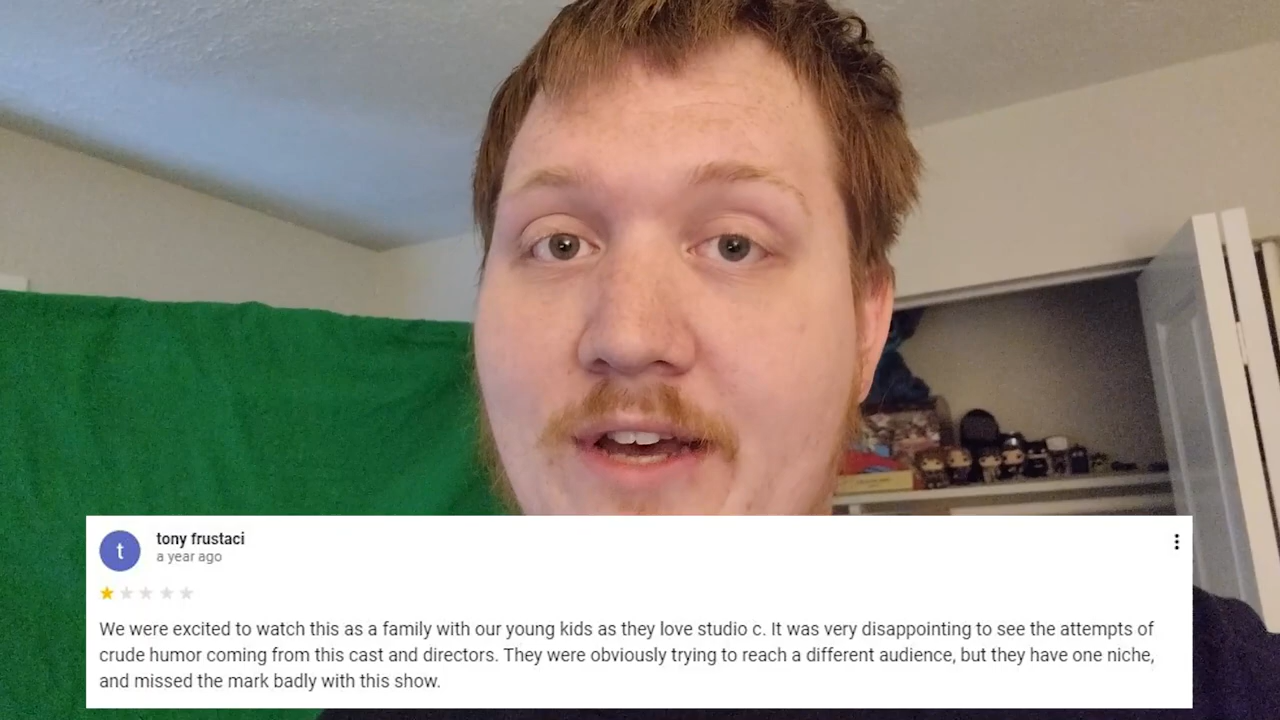 t
tony frustaci
a year ago
We were excited to watch this as a family with our young kids as they love studio c. It was very disappointing to see the attempts of
crude humor coming from this cast and directors. They were obviously trying to reach a different audience, but they have one niche,
and missed the mark badly with this show.